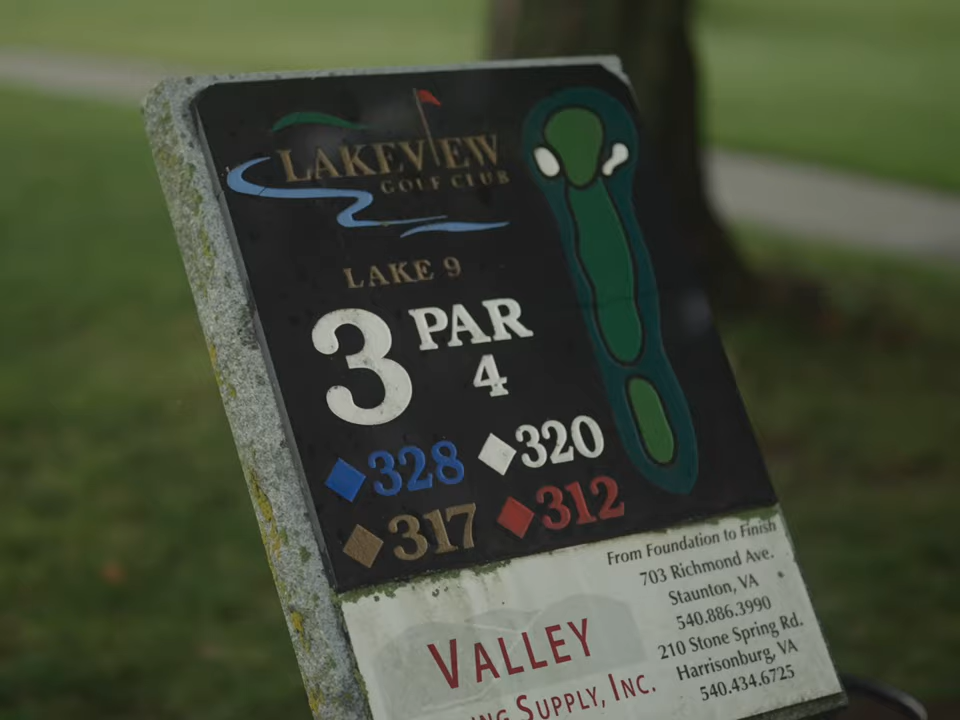 LAKEVIEW
GOLF CLUB
LAKE 9
3 PAR
4
328 320
317 312
From Foundation to Finish
703 Richmond Ave.
Staunton, VA
540.886.3990
210 Stone Spring Rd.
Harrisonburg, VA
540.434.6725
VALLEY
SUPPLY, INC.